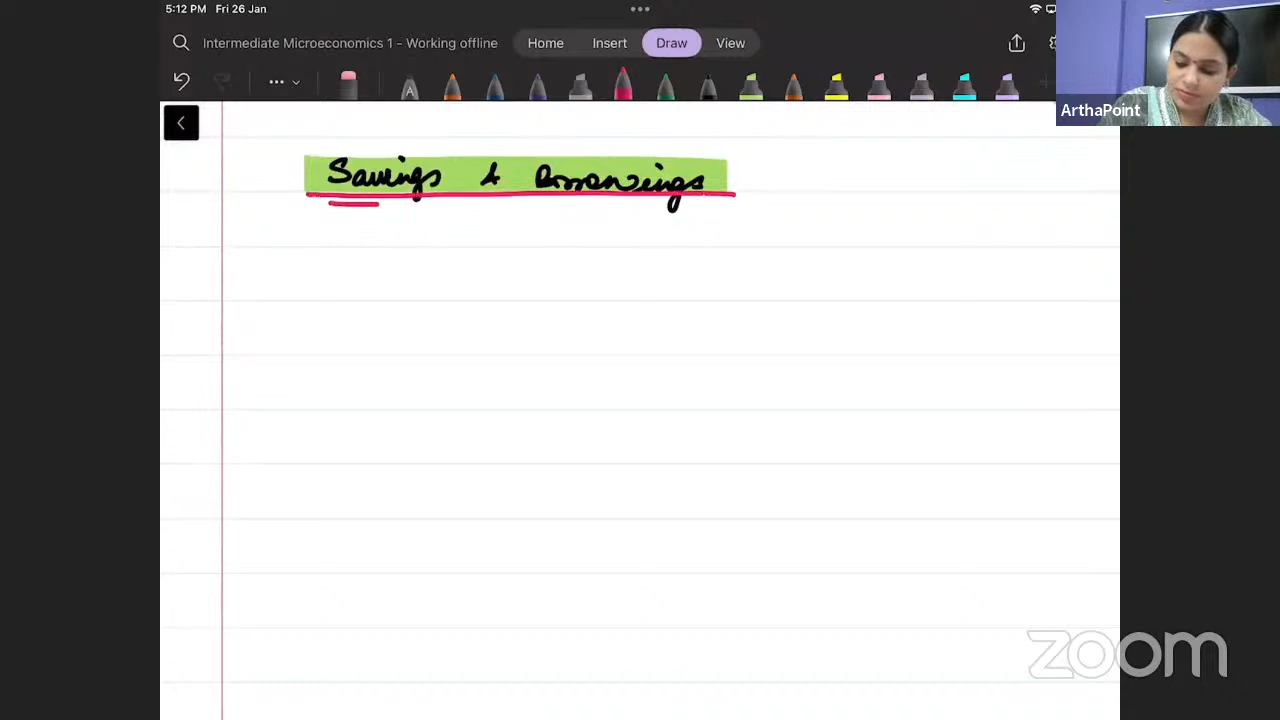 5:12 PM Fri 26 Jan
Intermediate Microeconomics 1 - Working offline Home Insert Draw View
A
ArthaPoint
Savings & Borrowings
zoom